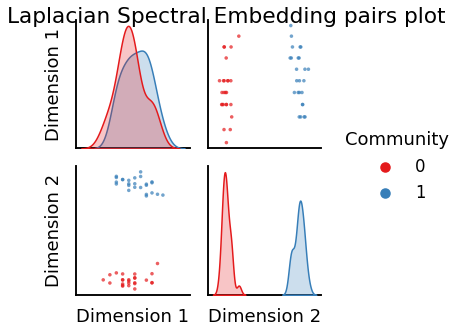 Laplacian Spectral Embedding pairs plot
Dimension 1
Community
0
1
Dimension 2
Dimension 1
Dimension 2